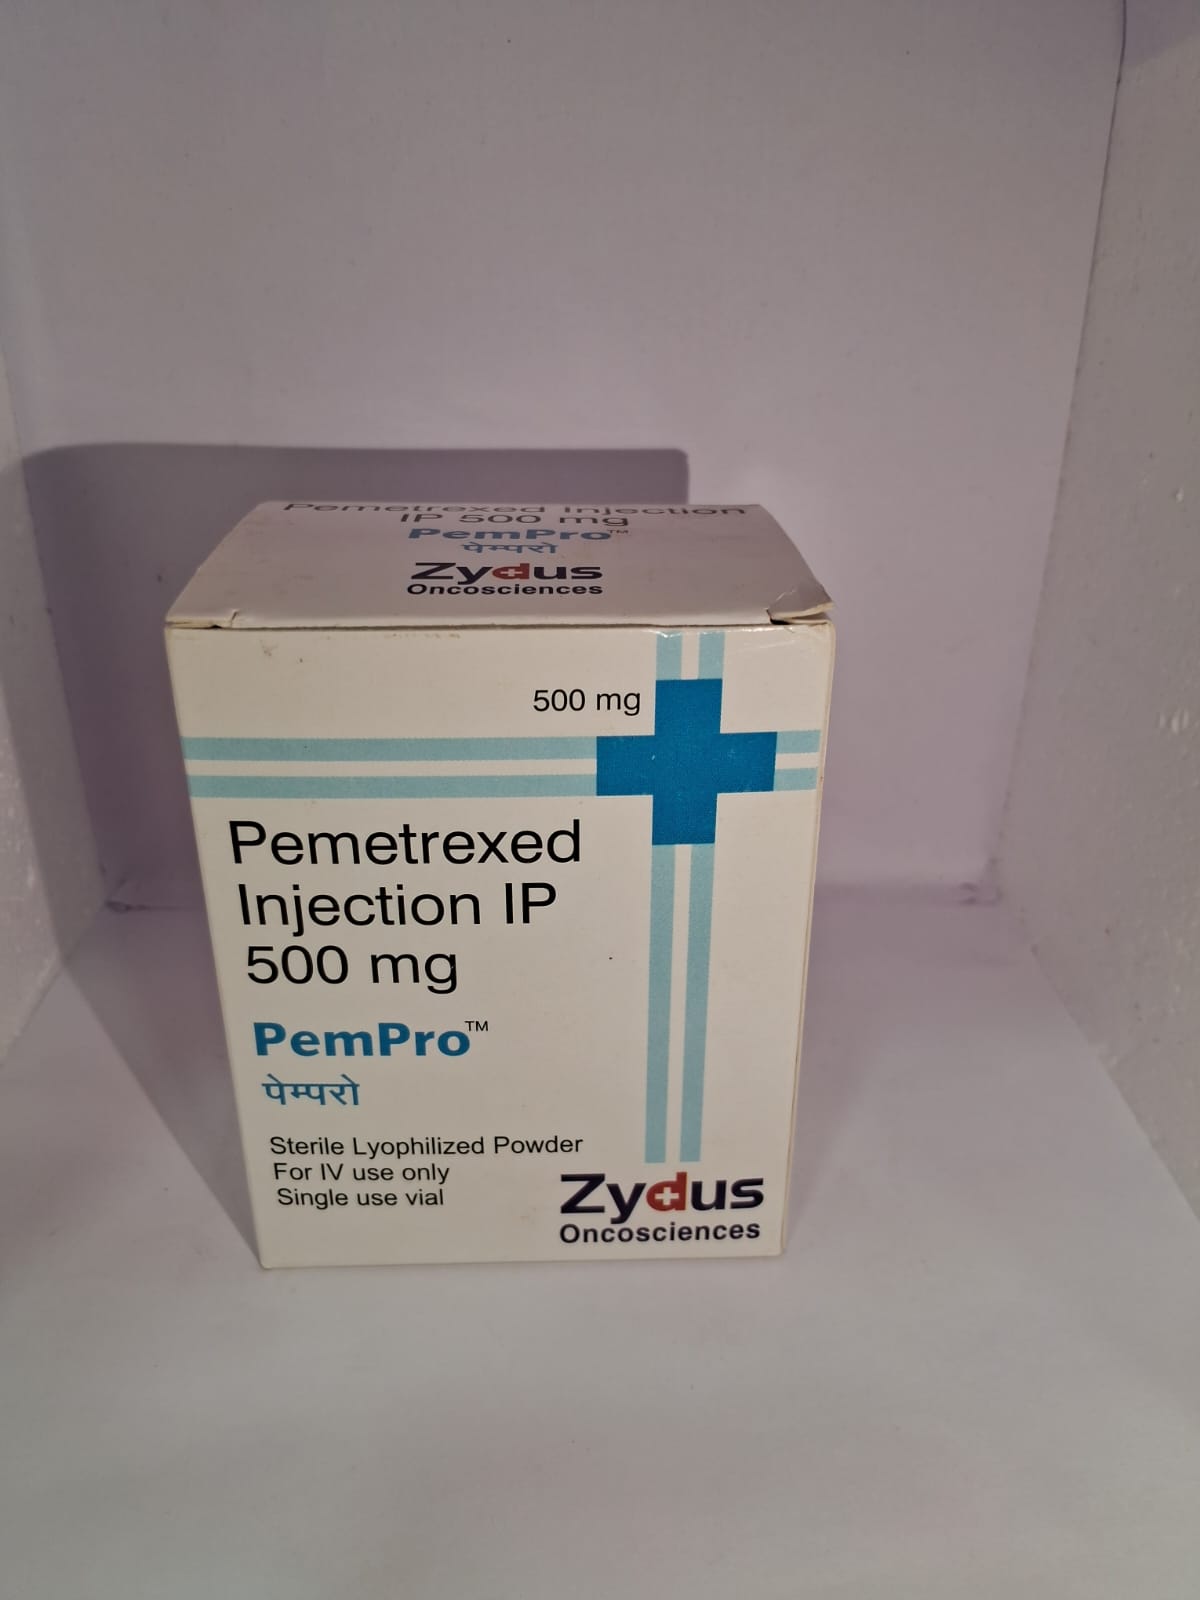 Pemetrexed Injection
IP 500 mg
PemPro™
पेम्परो
Zydus
Oncosciences
500 mg
Pemetrexed
Injection IP
500 mg
PemPro™
पेम्परो
Sterile Lyophilized Powder
For IV use only
Single use vial
Zydus
Oncosciences